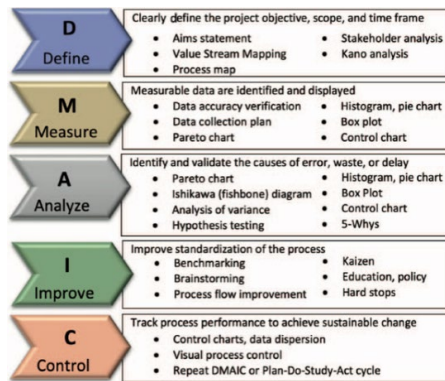 D
Define
Clearly define the project objective, scope, and time frame
• Aims statement
• Value Stream Mapping
• Process map
• Stakeholder analysis
• Kano analysis
M
Measure
Measurable data are identified and displayed
• Data accuracy verification
• Data collection plan
• Pareto chart
• Histogram, pie chart
• Box plot
• Control chart
A
Analyze
Identify and validate the causes of error, waste, or delay
• Pareto chart
• Ishikawa (fishbone) diagram
• Analysis of variance
• Hypothesis testing
• Histogram, pie chart
• Box Plot
• Control chart
• 5-Whys
I
Improve
Improve standardization of the process
• Benchmarking
• Brainstorming
• Process flow improvement
• Kaizen
• Education, policy
• Hard stops
C
Control
Track process performance to achieve sustainable change
• Control charts, data dispersion
• Visual process control
• Repeat DMAIC or Plan-Do-Study-Act cycle